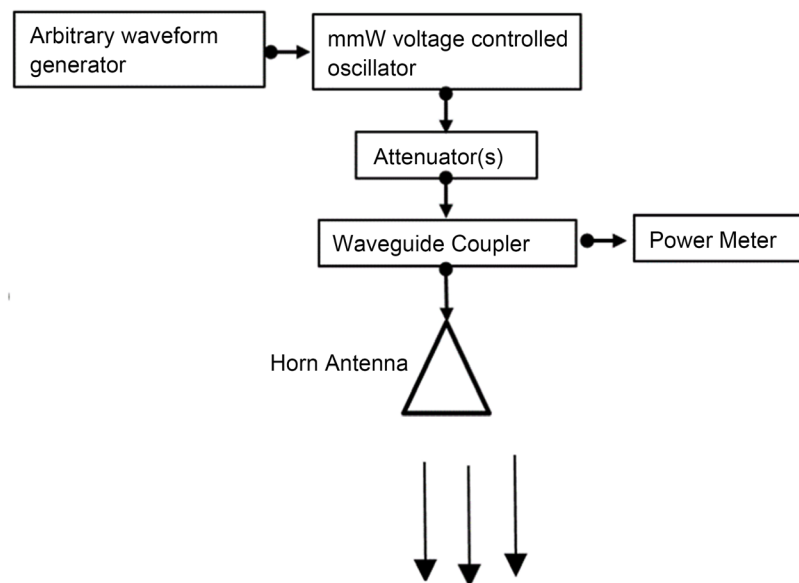 Arbitrary waveform
generator
mmW voltage controlled
oscillator
Attenuator(s)
Waveguide Coupler
Power Meter
Horn Antenna